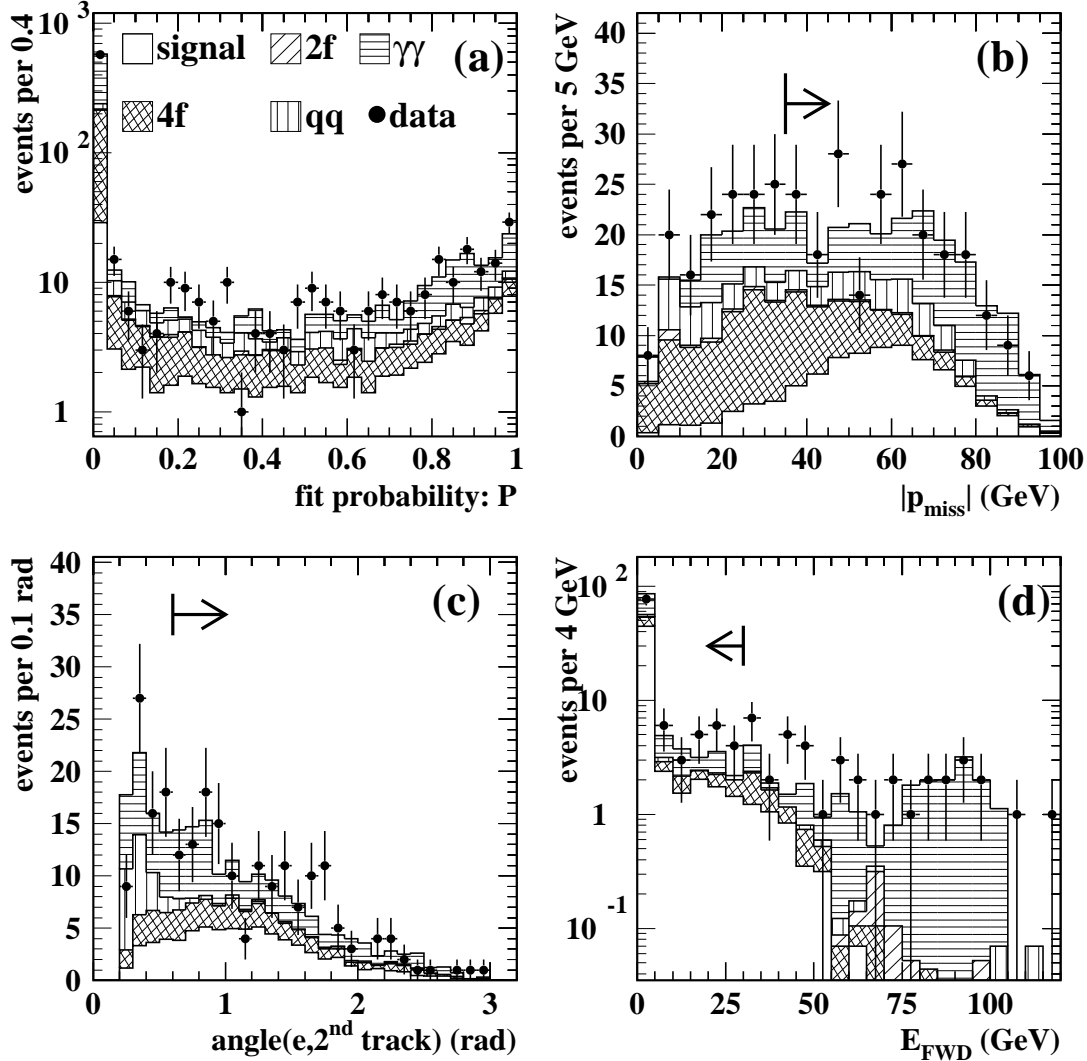 events per 0.4
10³
10²
10
1
signal
2f
γγ
4f
qq
data
(a)
0 0.2 0.4 0.6 0.8 1
fit probability: P
events per 5 GeV
40
35
30
25
20
15
10
5
0
(b)
0 20 40 60 80 100
|p_miss| (GeV)
events per 0.1 rad
40
35
30
25
20
15
10
5
0
(c)
0 1 2 3
angle(e,2ⁿᵈ track) (rad)
events per 4 GeV
10²
10
1
10⁻¹
(d)
0 25 50 75 100
E_FWD (GeV)